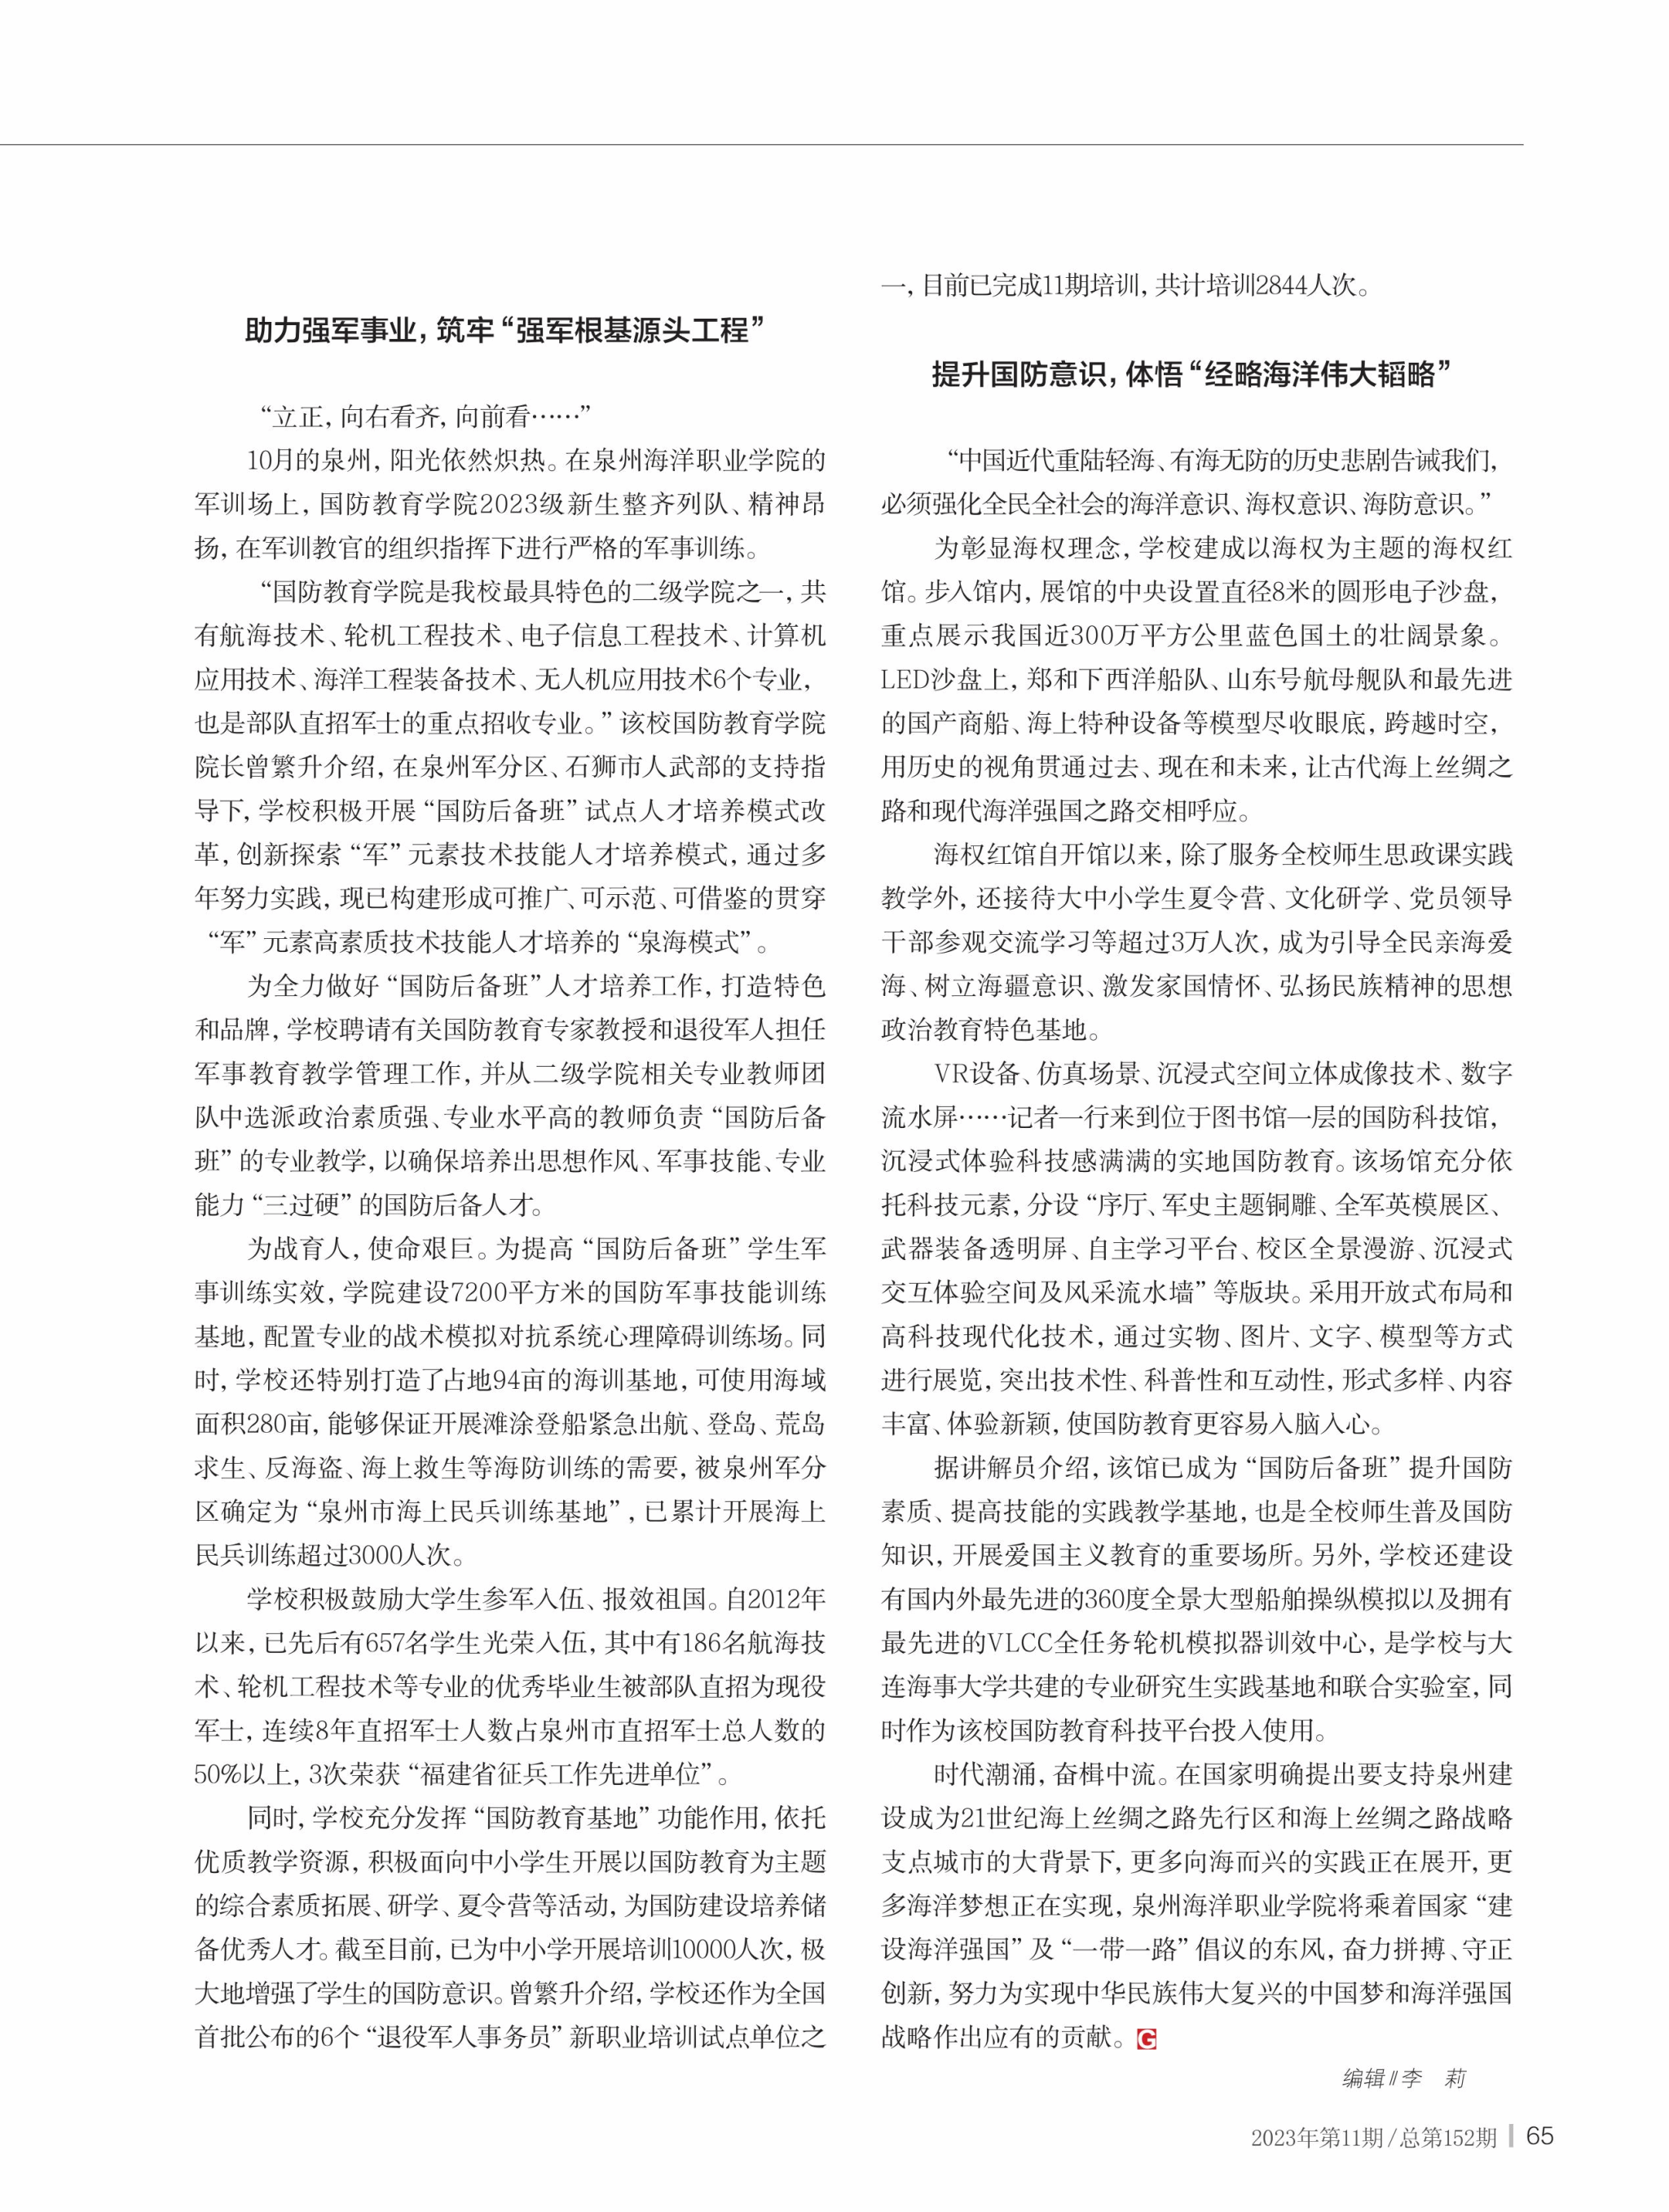 助力强军事业，筑牢“强军根基源头工程”
“立正，向右看齐，向前看……”
10月的泉州，阳光依然炽热。在泉州海洋职业学院的
军训场上，国防教育学院2023级新生整齐列队、精神昂
扬，在军训教官的组织指挥下进行严格的军事训练。
“国防教育学院是我校最具特色的二级学院之一，共
有航海技术、轮机工程技术、电子信息工程技术、计算机
应用技术、海洋工程装备技术、无人机应用技术6个专业，
也是部队直招军士的重点招收专业。”该校国防教育学院
院长曾繁升介绍，在泉州军分区、石狮市人武部的支持指
导下，学校积极开展“国防后备班”试点人才培养模式改
革，创新探索“军”元素技术技能人才培养模式，通过多
年努力实践，现已构建形成可推广、可示范、可借鉴的贯穿
“军”元素高素质技术技能人才培养的“泉海模式”。
为全力做好“国防后备班”人才培养工作，打造特色
和品牌，学校聘请有关国防教育专家教授和退役军人担任
军事教育教学管理工作，并从二级学院相关专业教师团
队中选派政治素质强、专业水平高的教师负责“国防后备
班”的专业教学，以确保培养出思想作风、军事技能、专业
能力“三过硬”的国防后备人才。
为战育人，使命艰巨。为提高“国防后备班”学生军
事训练实效，学院建设7200平方米的国防军事技能训练
基地，配置专业的战术模拟对抗系统心理障碍训练场。同
时，学校还特别打造了占地94亩的海训基地，可使用海域
面积280亩，能够保证开展滩涂登船紧急出航、登岛、荒岛
求生、反海盗、海上救生等海防训练的需要，被泉州军分
区确定为“泉州市海上民兵训练基地”，已累计开展海上
民兵训练超过3000人次。
学校积极鼓励大学生参军入伍、报效祖国。自2012年
以来，已先后有657名学生光荣入伍，其中有186名航海技
术、轮机工程技术等专业的优秀毕业生被部队直招为现役
军士，连续8年直招军士人数占泉州市直招军士总人数的
50%以上，3次荣获“福建省征兵工作先进单位”。
同时，学校充分发挥“国防教育基地”功能作用，依托
优质教学资源，积极面向中小学生开展以国防教育为主题
的综合素质拓展、研学、夏令营等活动，为国防建设培养储
备优秀人才。截至目前，已为中小学开展培训10000人次，极
大地增强了学生的国防意识。曾繁升介绍，学校还作为全国
首批公布的6个“退役军人事务员”新职业培训试点单位之
一，目前已完成11期培训，共计培训2844人次。
提升国防意识，体悟“经略海洋伟大韬略”
“中国近代重陆轻海、有海无防的历史悲剧告诫我们，
必须强化全民全社会的海洋意识、海权意识、海防意识。”
为彰显海权理念，学校建成以海权为主题的海权红
馆。步入馆内，展馆的中央设置直径8米的圆形电子沙盘，
重点展示我国近300万平方公里蓝色国土的壮阔景象。
LED沙盘上，郑和下西洋船队、山东号航母舰队和最先进
的国产商船、海上特种设备等模型尽收眼底，跨越时空，
用历史的视角贯通过去、现在和未来，让古代海上丝绸之
路和现代海洋强国之路交相呼应。
海权红馆自开馆以来，除了服务全校师生思政课实践
教学外，还接待大中小学生夏令营、文化研学、党员领导
干部参观交流学习等超过3万人次，成为引导全民亲海爱
海、树立海疆意识、激发家国情怀、弘扬民族精神的思想
政治教育特色基地。
VR设备、仿真场景、沉浸式空间立体成像技术、数字
流水屏……记者一行来到位于图书馆一层的国防科技馆，
沉浸式体验科技感满满的实地国防教育。该场馆充分依
托科技元素，分设“序厅、军史主题铜雕、全军英模展区、
武器装备透明屏、自主学习平台、校区全景漫游、沉浸式
交互体验空间及风采流水墙”等版块。采用开放式布局和
高科技现代化技术，通过实物、图片、文字、模型等方式
进行展览，突出技术性、科普性和互动性，形式多样、内容
丰富、体验新颖，使国防教育更容易入脑入心。
据讲解员介绍，该馆已成为“国防后备班”提升国防
素质、提高技能的实践教学基地，也是全校师生普及国防
知识，开展爱国主义教育的重要场所。另外，学校还建设
有国内外最先进的360度全景大型船舶操纵模拟以及拥有
最先进的VLCC全任务轮机模拟器训效中心，是学校与大
连海事大学共建的专业研究生实践基地和联合实验室，同
时作为该校国防教育科技平台投入使用。
时代潮涌，奋楫中流。在国家明确提出要支持泉州建
设成为21世纪海上丝绸之路先行区和海上丝绸之路战略
支点城市的大背景下，更多向海而兴的实践正在展开，更
多海洋梦想正在实现，泉州海洋职业学院将乘着国家“建
设海洋强国”及“一带一路”倡议的东风，奋力拼搏、守正
创新，努力为实现中华民族伟大复兴的中国梦和海洋强国
战略作出应有的贡献。G
编辑//李　莉
2023年第11期/总第152期 65